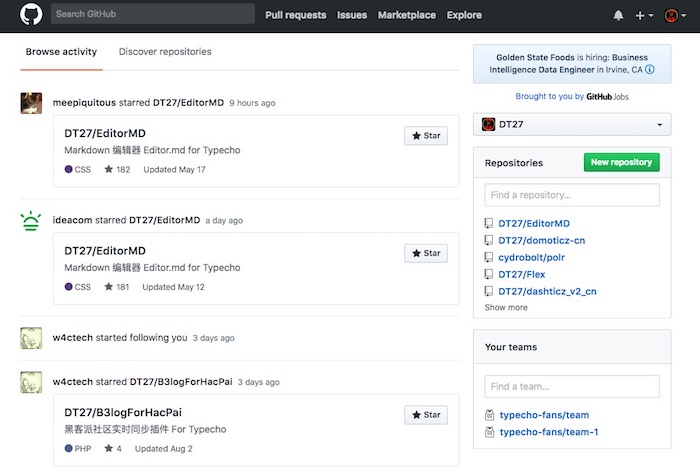 Search GitHub
Pull requests Issues Marketplace Explore
Browse activity Discover repositories
meepiquitous starred DT27/EditorMD 9 hours ago
DT27/EditorMD
Star
Markdown 编辑器 Editor.md for Typecho
CSS 182 Updated May 17
ideacom starred DT27/EditorMD a day ago
DT27/EditorMD
Star
Markdown 编辑器 Editor.md for Typecho
CSS 181 Updated May 12
w4ctech started following you 3 days ago
w4ctech starred DT27/B3logForHacPai 3 days ago
DT27/B3logForHacPai
Star
黑客派社区实时同步插件 For Typecho
PHP 4 Updated Aug 2
Golden State Foods is hiring: Business
Intelligence Data Engineer in Irvine, CA
Brought to you by GitHub Jobs
DT27
Repositories
New repository
Find a repository...
DT27/EditorMD
DT27/domoticz-cn
cydrobolt/polr
DT27/Flex
DT27/dashticz_v2_cn
Show more
Your teams
Find a team...
typecho-fans/team
typecho-fans/team-1